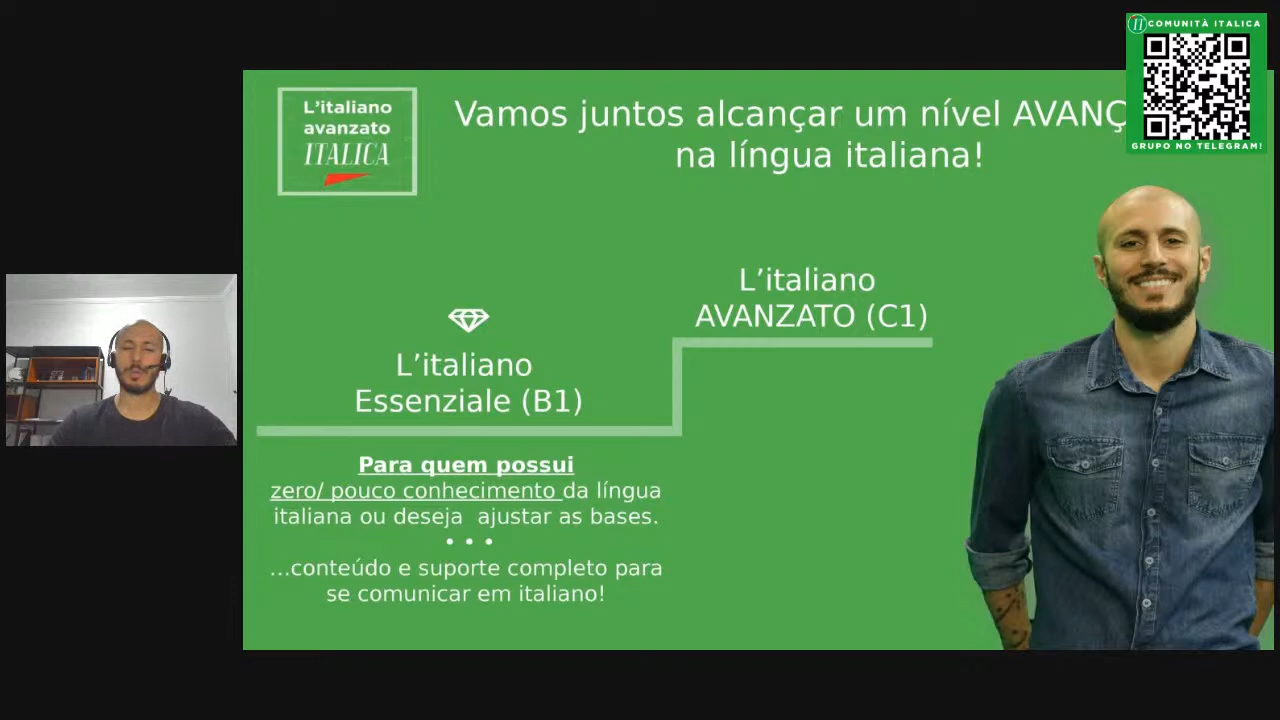 COMUNITÀ ITALICA
GRUPO NO TELEGRAM!
L’italiano
avanzato
ITALICA
Vamos juntos alcançar um nível AVANÇ
na língua italiana!
L’italiano
AVANZATO (C1)
L’italiano
Essenziale (B1)
Para quem possui
zero/ pouco conhecimento da língua
italiana ou deseja  ajustar as bases.
• • •
...conteúdo e suporte completo para
se comunicar em italiano!